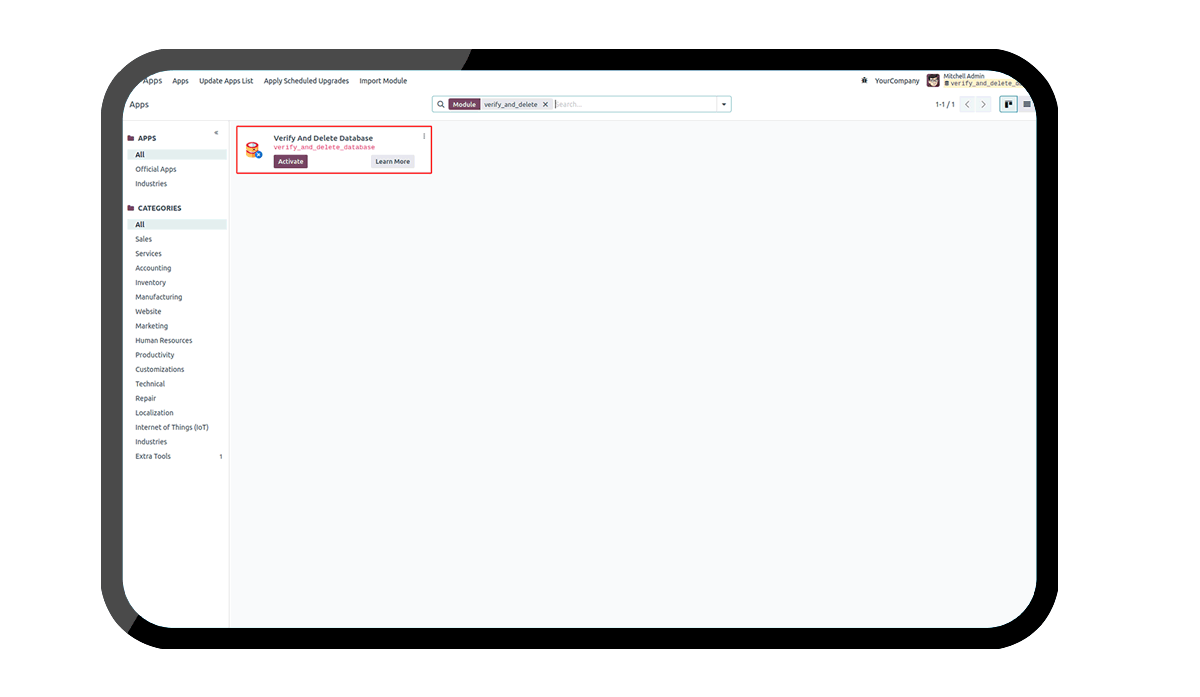 Apps Apps Update Apps List Apply Scheduled Upgrades Import Module YourCompany Mitchell Admin
verify_and_delete_d
Apps Module verify_and_delete × Search... 1-1 / 1
APPS
All
Official Apps
Industries
CATEGORIES
All
Sales
Services
Accounting
Inventory
Manufacturing
Website
Marketing
Human Resources
Productivity
Customizations
Technical
Repair
Localization
Internet of Things (IoT)
Industries
Extra Tools 1
Verify And Delete Database
verify_and_delete_database
Activate Learn More